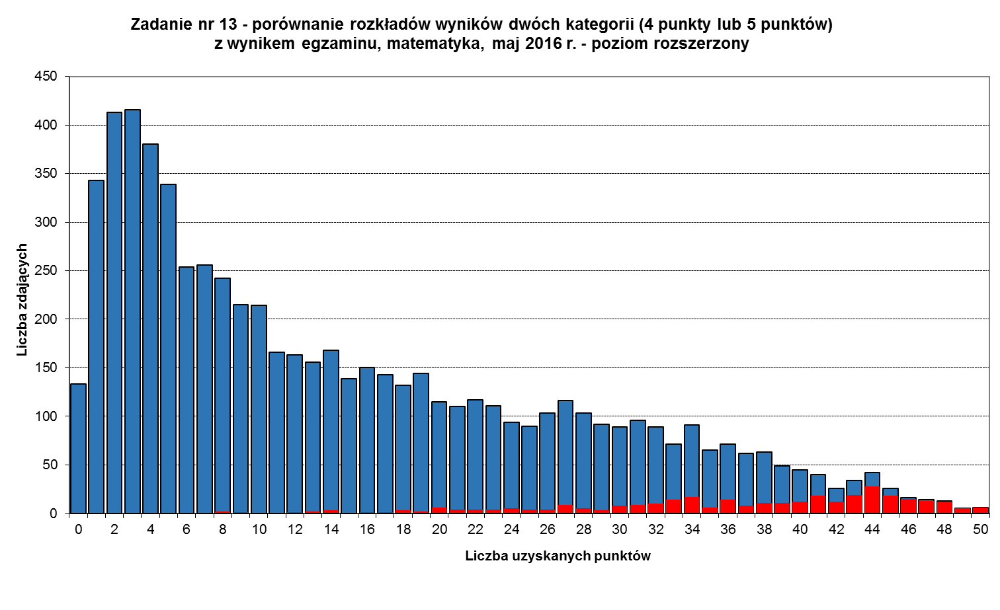 Zadanie nr 13 - porównanie rozkładów wyników dwóch kategorii (4 punkty lub 5 punktów)
z wynikem egzaminu, matematyka, maj 2016 r. - poziom rozszerzony
450
400
350
300
250
200
150
100
50
0
Liczba zdających
0 2 4 6 8 10 12 14 16 18 20 22 24 26 28 30 32 34 36 38 40 42 44 46 48 50
Liczba uzyskanych punktów